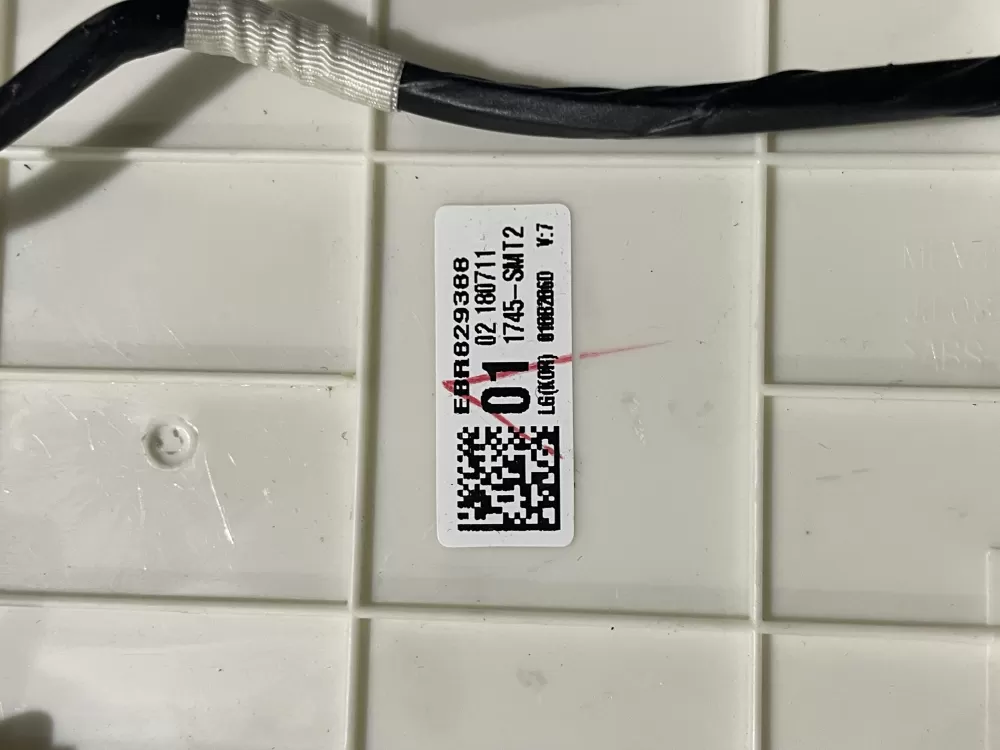 EBR829388
01
02 180711
1745-SMT2
LG(KOR) V:7